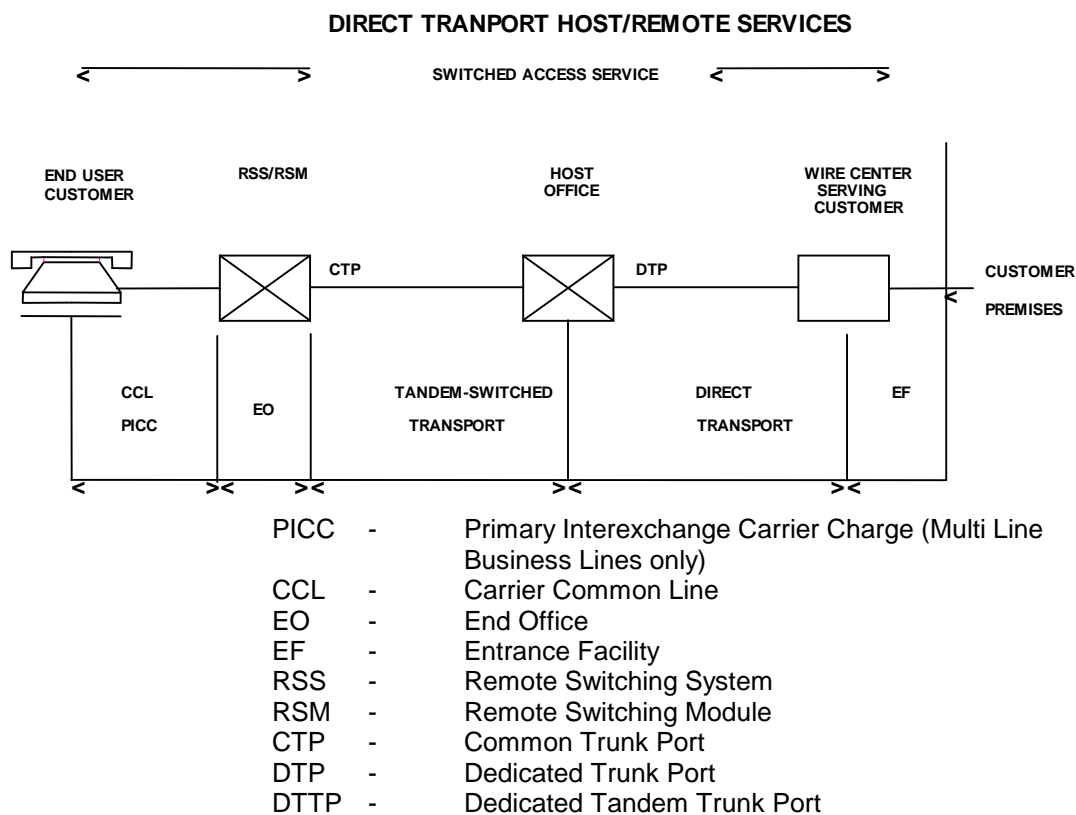 DIRECT TRANPORT HOST/REMOTE SERVICES
< > SWITCHED ACCESS SERVICE < >
END USER
CUSTOMER
RSS/RSM
HOST
OFFICE
WIRE CENTER
SERVING
CUSTOMER
CTP
DTP
CUSTOMER
PREMISES
CCL
PICC
EO
TANDEM-SWITCHED
TRANSPORT
DIRECT
TRANSPORT
EF
PICC - Primary Interexchange Carrier Charge (Multi Line
Business Lines only)
CCL - Carrier Common Line
EO - End Office
EF - Entrance Facility
RSS - Remote Switching System
RSM - Remote Switching Module
CTP - Common Trunk Port
DTP - Dedicated Trunk Port
DTTP - Dedicated Tandem Trunk Port